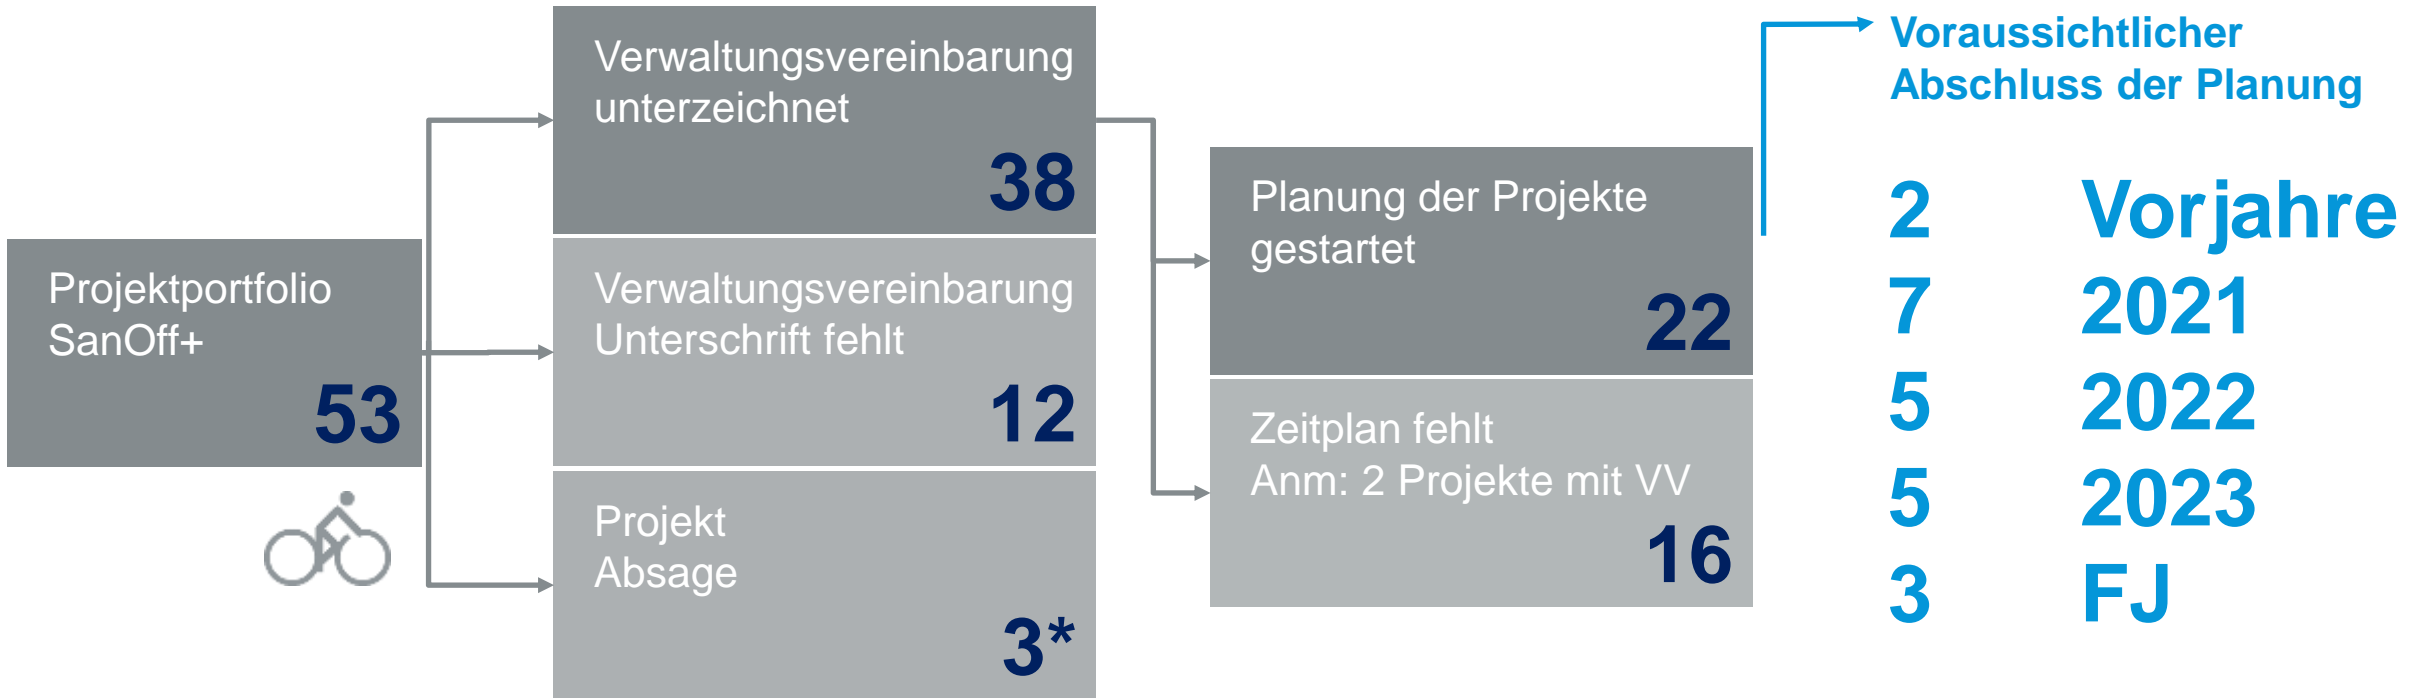 Projektportfolio
SanOff+
53
Verwaltungsvereinbarung
unterzeichnet
38
Verwaltungsvereinbarung
Unterschrift fehlt
12
Projekt
Absage
3*
Planung der Projekte
gestartet
22
Zeitplan fehlt
Anm: 2 Projekte mit VV
16
Voraussichtlicher
Abschluss der Planung
2 Vorjahre
7 2021
5 2022
5 2023
3 FJ